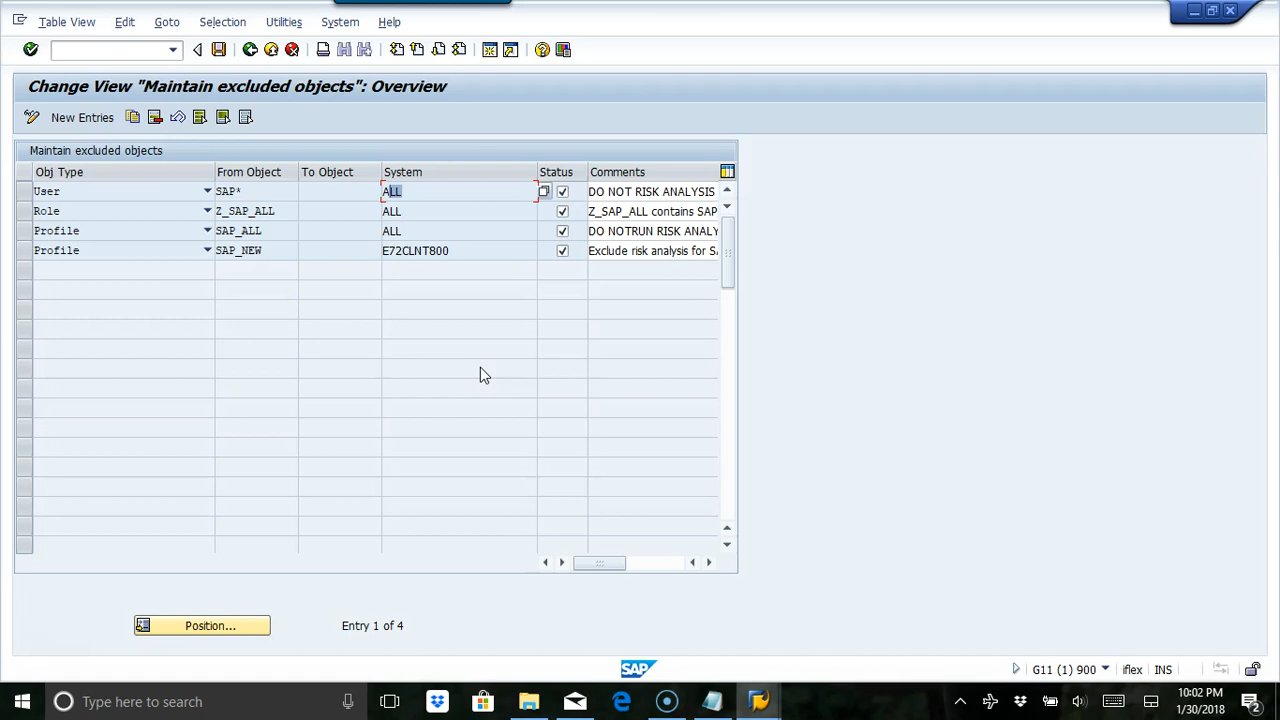 Table View Edit Goto Selection Utilities System Help
Change View "Maintain excluded objects": Overview
New Entries
Maintain excluded objects
Obj Type From Object To Object System Status Comments
User SAP* ALL DO NOT RISK ANALYSIS
Role Z_SAP_ALL ALL Z_SAP_ALL contains SAP
Profile SAP_ALL ALL DO NOTRUN RISK ANALY
Profile SAP_NEW E72CLNT800 Exclude risk analysis for SA
Position... Entry 1 of 4
SAP
G11 (1) 900 iflex INS
Type here to search
10:02 PM
1/30/2018
2